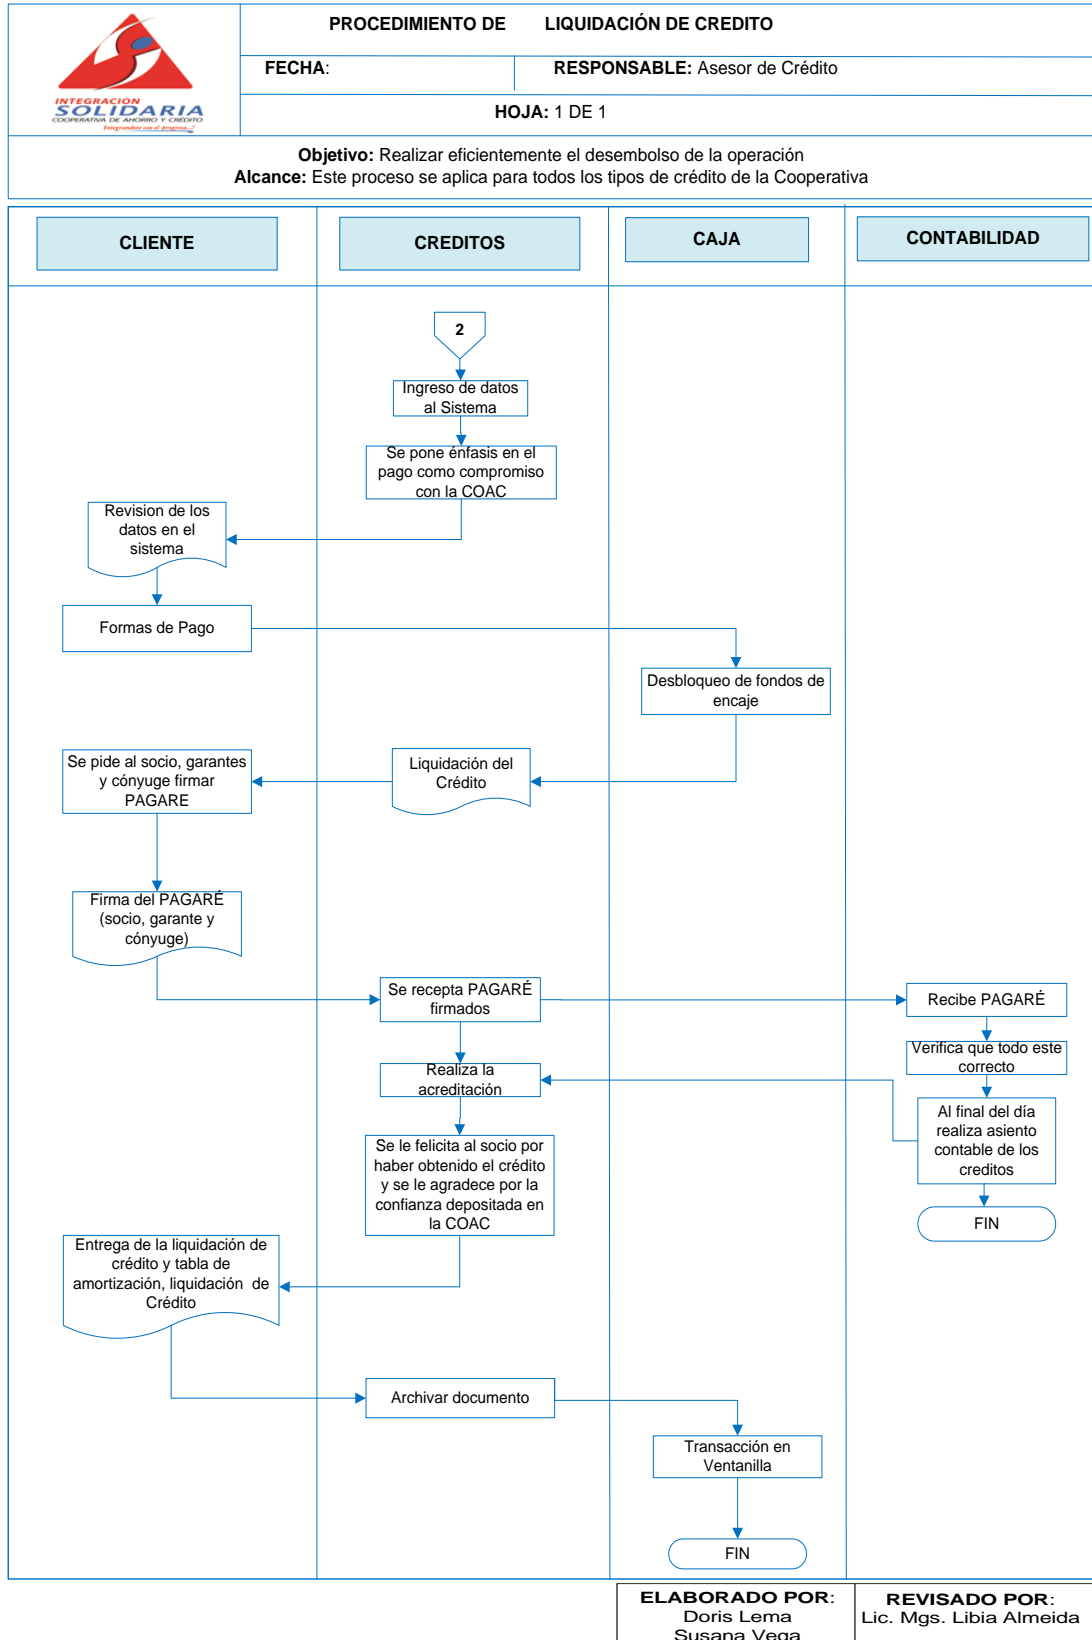 PROCEDIMIENTO DE LIQUIDACIÓN DE CREDITO
FECHA:
RESPONSABLE: Asesor de Crédito
HOJA: 1 DE 1
INTEGRACION
SOLIDARIA
COOPERATIVA DE AHORRO Y CRÉDITO
Integrandote con el progreso...!
Objetivo: Realizar eficientemente el desembolso de la operación
Alcance: Este proceso se aplica para todos los tipos de crédito de la Cooperativa
CLIENTE
CREDITOS
CAJA
CONTABILIDAD
2
Ingreso de datos
al Sistema
Se pone énfasis en el
pago como compromiso
con la COAC
Revision de los
datos en el
sistema
Formas de Pago
Desbloqueo de fondos de
encaje
Liquidación del
Crédito
Se pide al socio, garantes
y cónyuge firmar
PAGARE
Firma del PAGARÉ
(socio, garante y
cónyuge)
Se recepta PAGARÉ
firmados
Recibe PAGARÉ
Verifica que todo este
correcto
Realiza la
acreditación
Al final del día
realiza asiento
contable de los
creditos
Se le felicita al socio por
haber obtenido el crédito
y se le agradece por la
confianza depositada en
la COAC
FIN
Entrega de la liquidación de
crédito y tabla de
amortización, liquidación de
Crédito
Archivar documento
Transacción en
Ventanilla
FIN
ELABORADO POR:
Doris Lema
Susana Vega
REVISADO POR:
Lic. Mgs. Libia Almeida